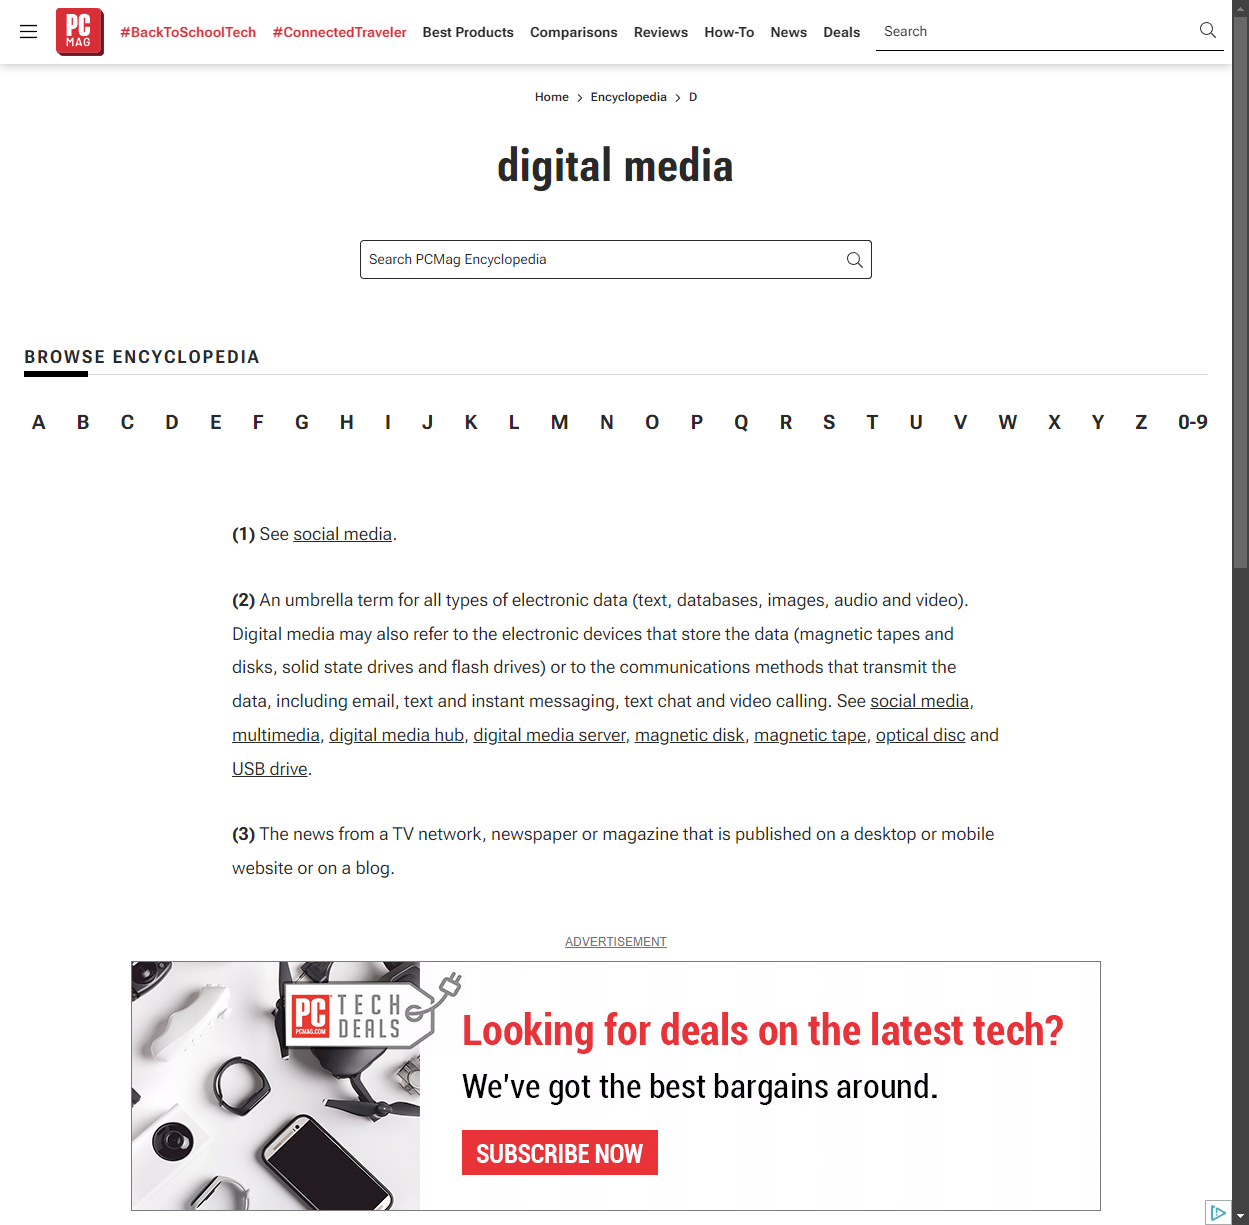 PC
MAG
#BackToSchoolTech #ConnectedTraveler Best Products Comparisons Reviews How-To News Deals Search
Home > Encyclopedia > D
digital media
Search PCMag Encyclopedia
BROWSE ENCYCLOPEDIA
A B C D E F G H I J K L M N O P Q R S T U V W X Y Z 0-9
(1) See social media.
(2) An umbrella term for all types of electronic data (text, databases, images, audio and video).
Digital media may also refer to the electronic devices that store the data (magnetic tapes and
disks, solid state drives and flash drives) or to the communications methods that transmit the
data, including email, text and instant messaging, text chat and video calling. See social media,
multimedia, digital media hub, digital media server, magnetic disk, magnetic tape, optical disc and
USB drive.
(3) The news from a TV network, newspaper or magazine that is published on a desktop or mobile
website or on a blog.
ADVERTISEMENT
PC
PCMAG.COM
TECH
DEALS
Looking for deals on the latest tech?
We've got the best bargains around.
SUBSCRIBE NOW